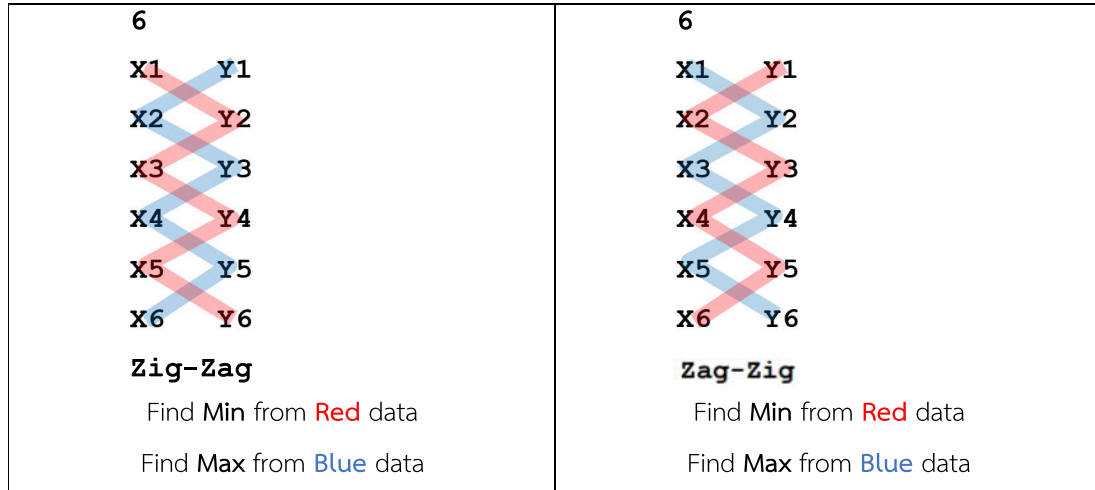 6
X1 Y1
X2 Y2
X3 Y3
X4 Y4
X5 Y5
X6 Y6
Zig-Zag
Find Min from Red data
Find Max from Blue data
6
X1 Y1
X2 Y2
X3 Y3
X4 Y4
X5 Y5
X6 Y6
Zag-Zig
Find Min from Red data
Find Max from Blue data